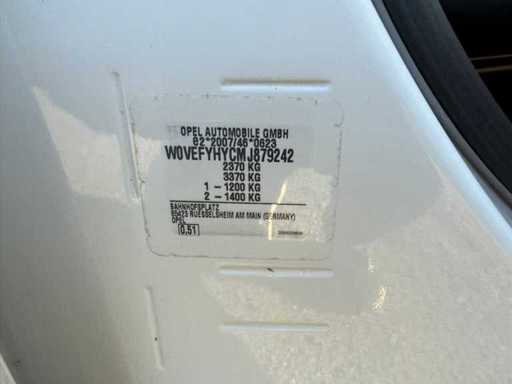 OPEL AUTOMOBILE GMBH
e2*2007/46*0623
W0VEFYHYCMJ879242
2370 KG
3370 KG
1 - 1200 KG
2 - 1400 KG
BAHNHOFSPLATZ
65423 RUESSELSHEIM AM MAIN (GERMANY)
OPEL
0,51